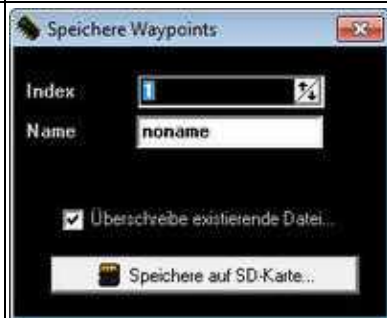 Speichere Waypoints
Index 1
Name noname
Überschreibe existierende Datei...
Speichere auf SD-Karte...